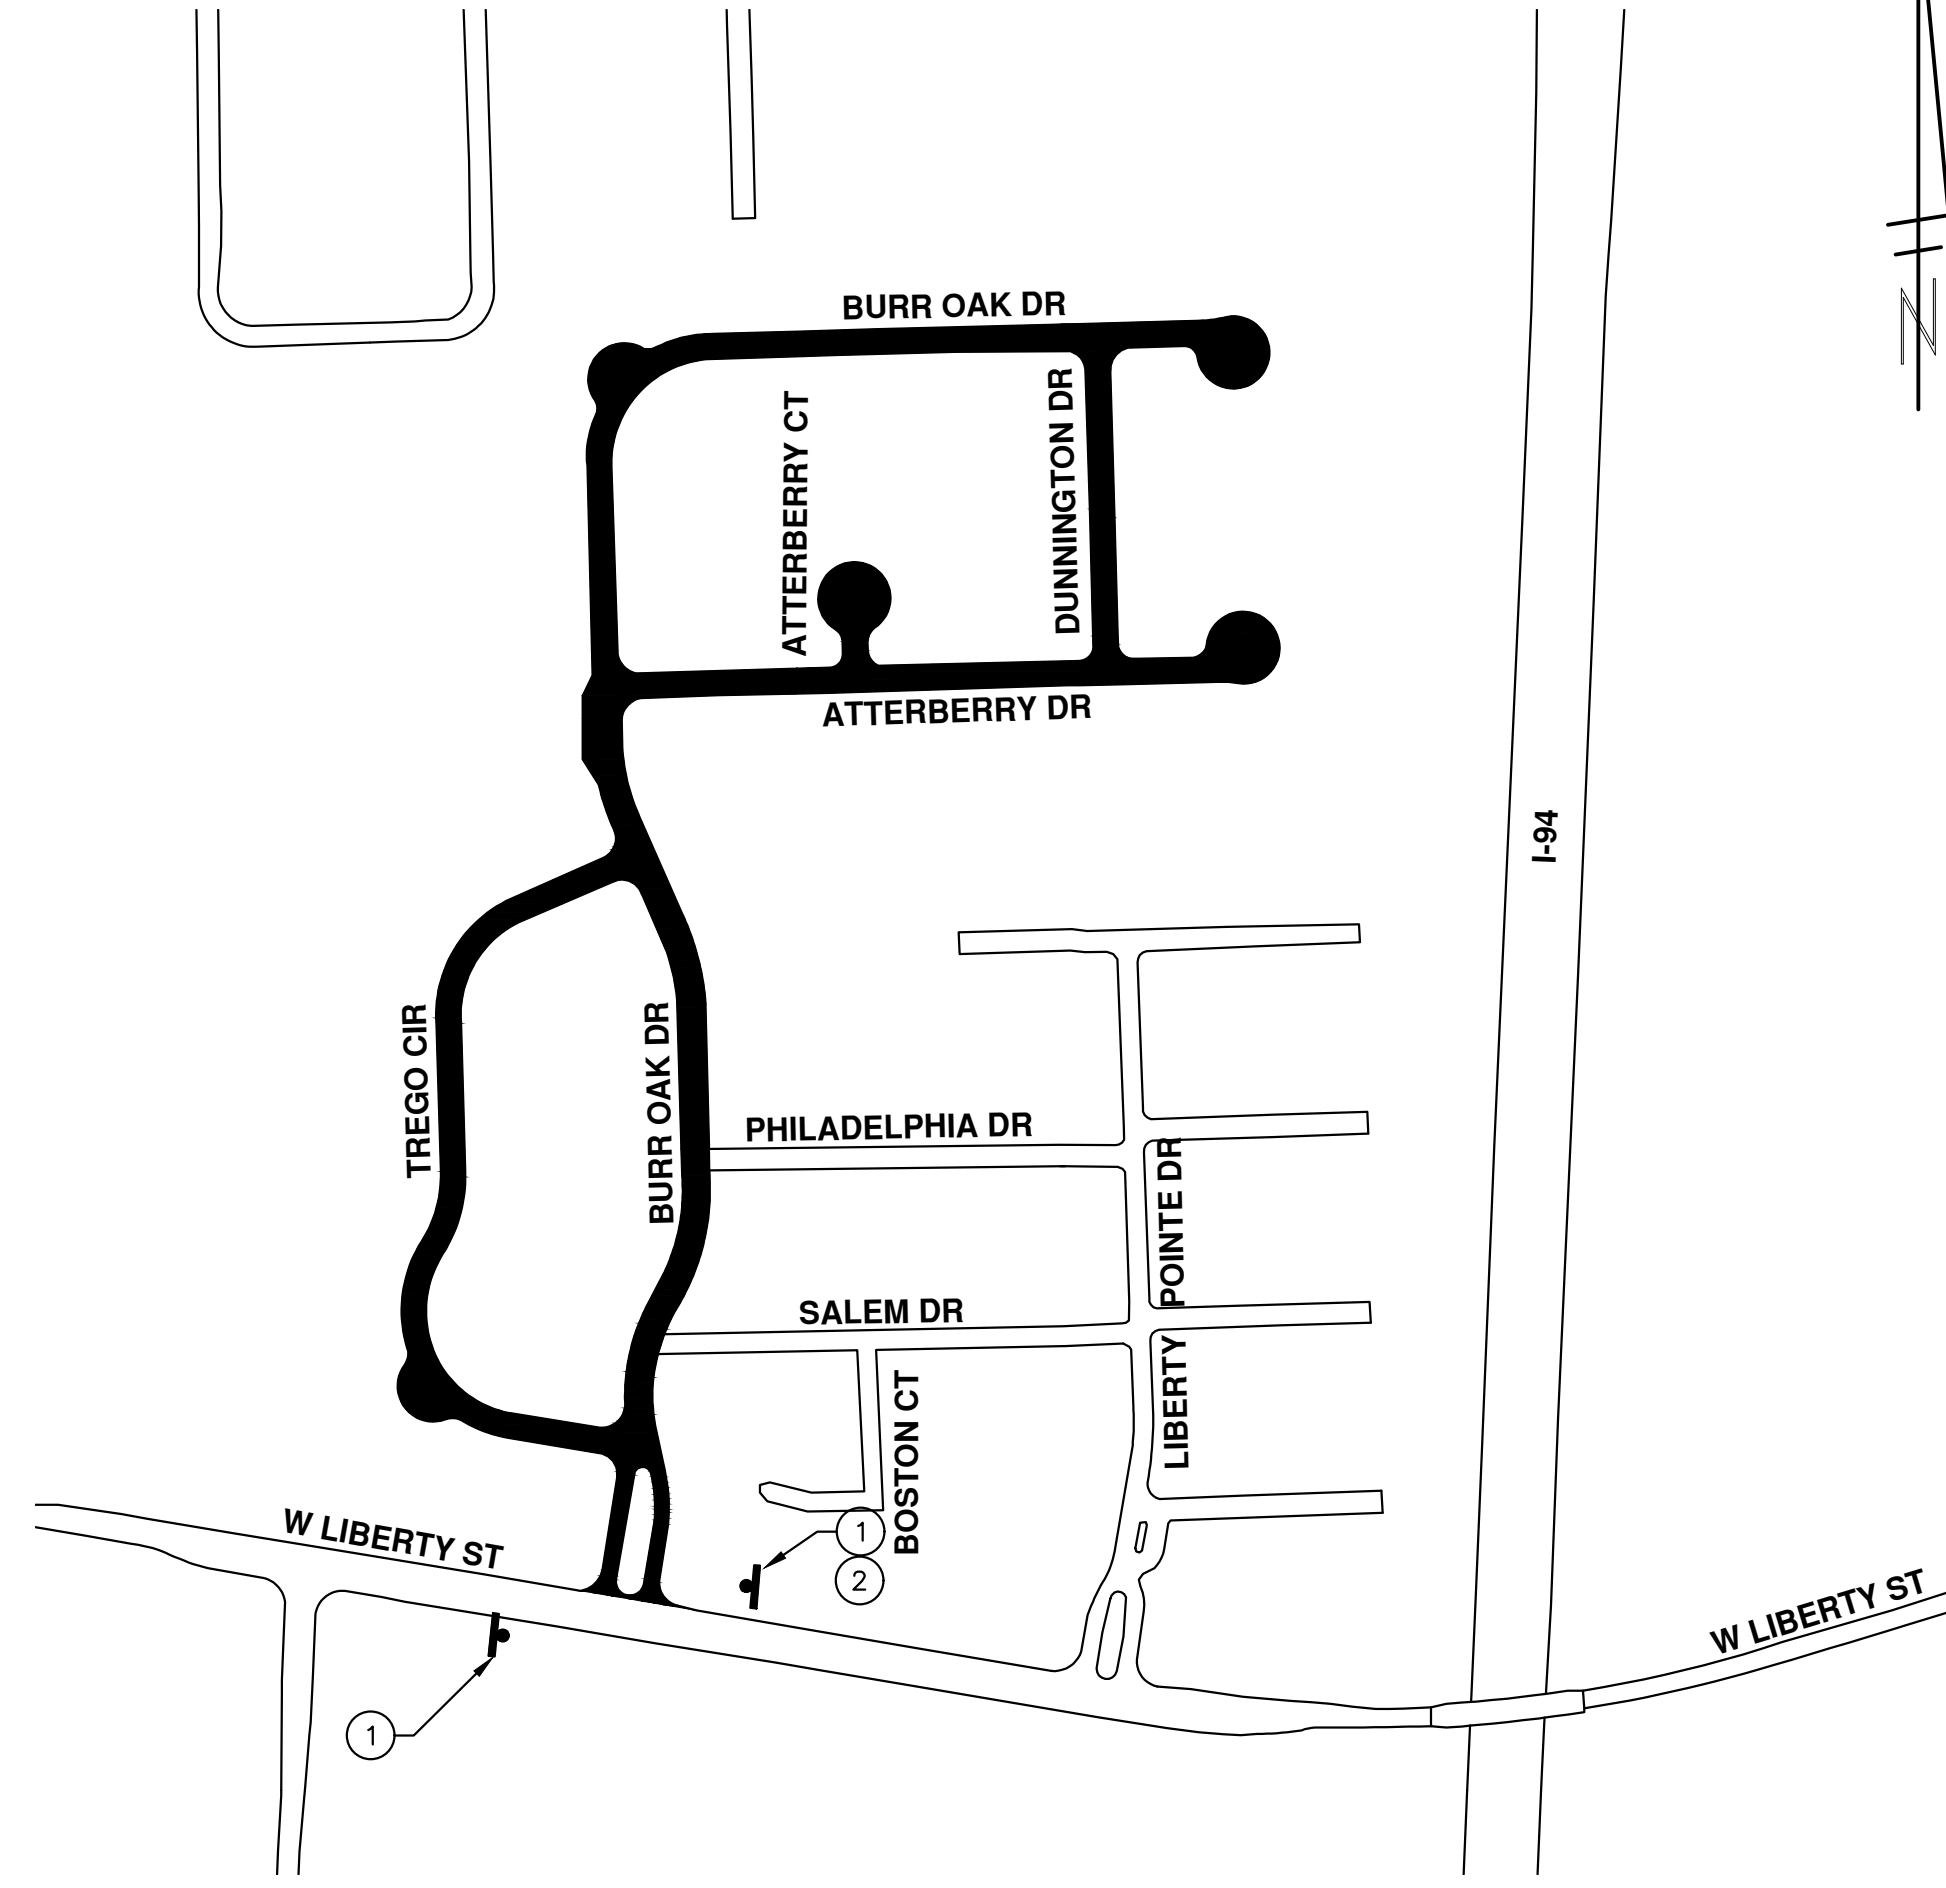 N
BURR OAK DR
ATTERBERRY CT
DUNNINGTON DR
ATTERBERRY DR
I-94
TREGO CIR
BURR OAK DR
PHILADELPHIA DR
LIBERTY POINTE DR
SALEM DR
BOSTON CT
W LIBERTY ST
1
2
W LIBERTY ST
1